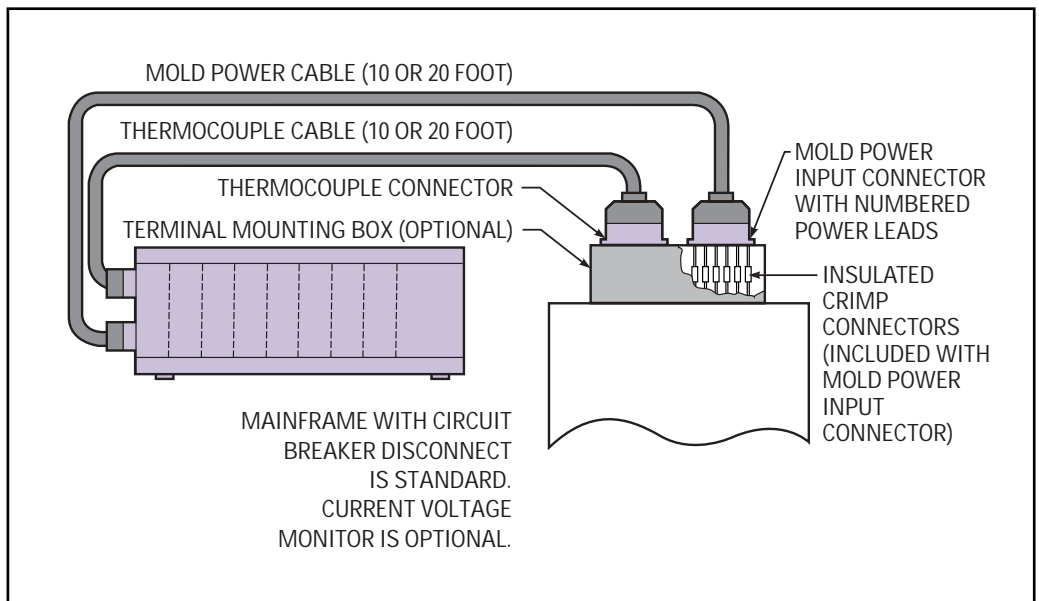 MOLD POWER CABLE (10 OR 20 FOOT)
THERMOCOUPLE CABLE (10 OR 20 FOOT)
THERMOCOUPLE CONNECTOR
TERMINAL MOUNTING BOX (OPTIONAL)
MOLD POWER
INPUT CONNECTOR
WITH NUMBERED
POWER LEADS
INSULATED
CRIMP
CONNECTORS
(INCLUDED WITH
MOLD POWER
INPUT
CONNECTOR)
MAINFRAME WITH CIRCUIT
BREAKER DISCONNECT
IS STANDARD.
CURRENT VOLTAGE
MONITOR IS OPTIONAL.